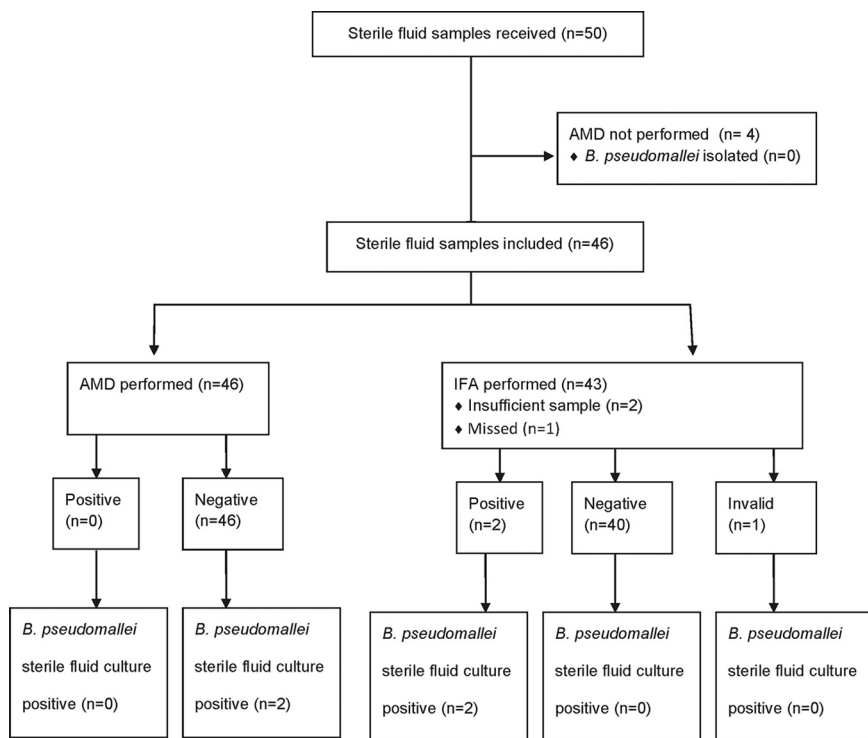 Sterile fluid samples received (n=50)
AMD not performed  (n= 4)
♦ B. pseudomallei isolated (n=0)
Sterile fluid samples included (n=46)
AMD performed (n=46)
IFA performed (n=43)
♦ Insufficient sample (n=2)
♦ Missed (n=1)
Positive
(n=0)
Negative
(n=46)
Positive
(n=2)
Negative
(n=40)
Invalid
(n=1)
B. pseudomallei
sterile fluid culture
positive (n=0)
B. pseudomallei
sterile fluid culture
positive (n=2)
B. pseudomallei
sterile fluid culture
positive (n=2)
B. pseudomallei
sterile fluid culture
positive (n=0)
B. pseudomallei
sterile fluid culture
positive (n=0)